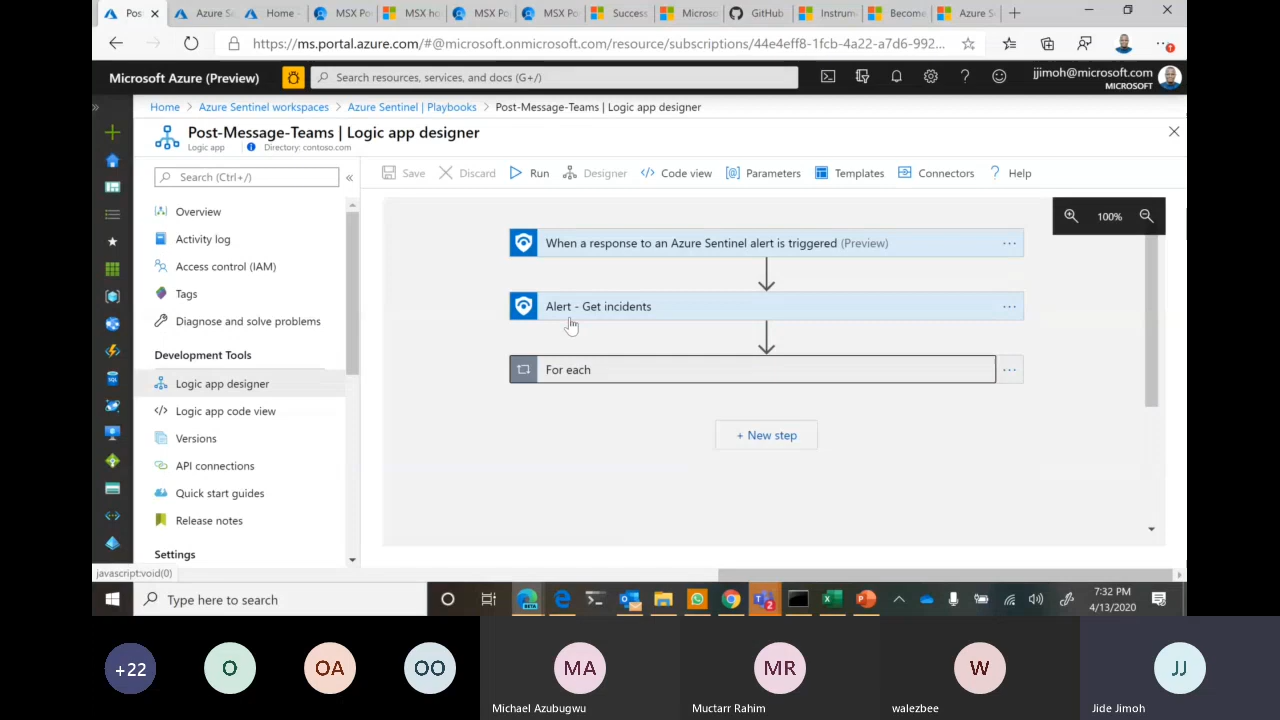 Pos
Azure Se
Home -
MSX Po
MSX ho
MSX Po
MSX Po
Success
Microso
GitHub
Instrum
Become
Azure S
https://ms.portal.azure.com/#@microsoft.onmicrosoft.com/resource/subscriptions/44e4eff8-1fcb-4a22-a7d6-992...
Microsoft Azure (Preview)
Search resources, services, and docs (G+/)
jjimoh@microsoft.com
MICROSOFT
Home > Azure Sentinel workspaces > Azure Sentinel | Playbooks > Post-Message-Teams | Logic app designer
Post-Message-Teams | Logic app designer
Logic app
Directory: contoso.com
Search (Ctrl+/)
Save
Discard
Run
Designer
Code view
Parameters
Templates
Connectors
Help
Overview
Activity log
Access control (IAM)
Tags
Diagnose and solve problems
Development Tools
Logic app designer
Logic app code view
Versions
API connections
Quick start guides
Release notes
Settings
100%
When a response to an Azure Sentinel alert is triggered (Preview)
Alert - Get incidents
For each
+ New step
javascript:void(0)
Type here to search
BETA
2
7:32 PM
4/13/2020
+22
O
OA
OO
MA
MR
W
JJ
Michael Azubugwu
Muctarr Rahim
walezbee
Jide Jimoh